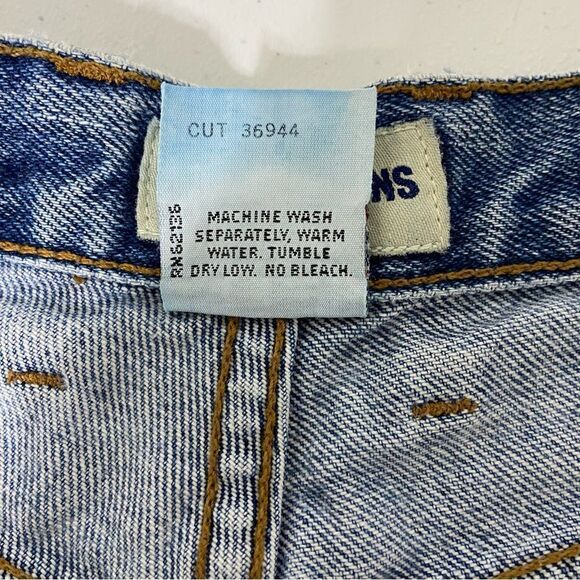 CUT 36944
NS
RN62136
MACHINE WASH
SEPARATELY, WARM
WATER. TUMBLE
DRY LOW. NO BLEACH.